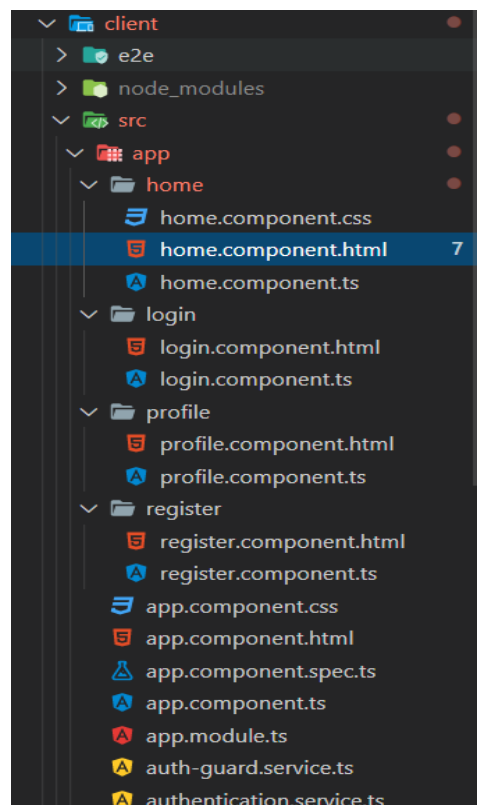 client
e2e
node_modules
src
app
home
home.component.css
home.component.html 7
home.component.ts
login
login.component.html
login.component.ts
profile
profile.component.html
profile.component.ts
register
register.component.html
register.component.ts
app.component.css
app.component.html
app.component.spec.ts
app.component.ts
app.module.ts
auth-guard.service.ts
authentication.service.ts